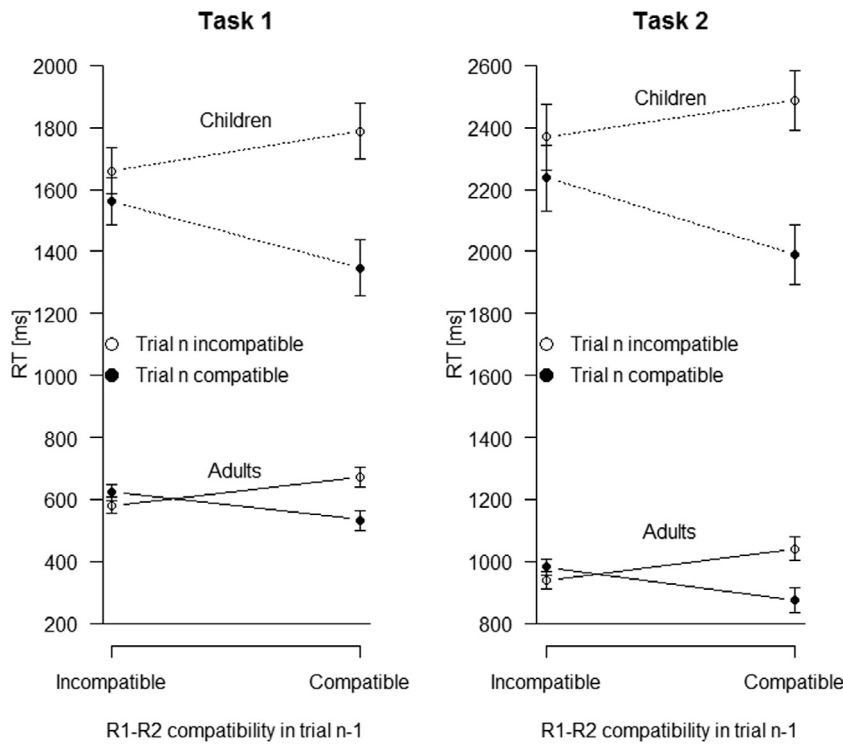 Task 1
2000
1800
1600
1400
1200
1000
800
600
400
200
RT [ms]
Children
Trial n incompatible
Trial n compatible
Adults
Incompatible
Compatible
R1-R2 compatibility in trial n-1
Task 2
2600
2400
2200
2000
1800
1600
1400
1200
1000
800
RT [ms]
Children
Trial n incompatible
Trial n compatible
Adults
Incompatible
Compatible
R1-R2 compatibility in trial n-1